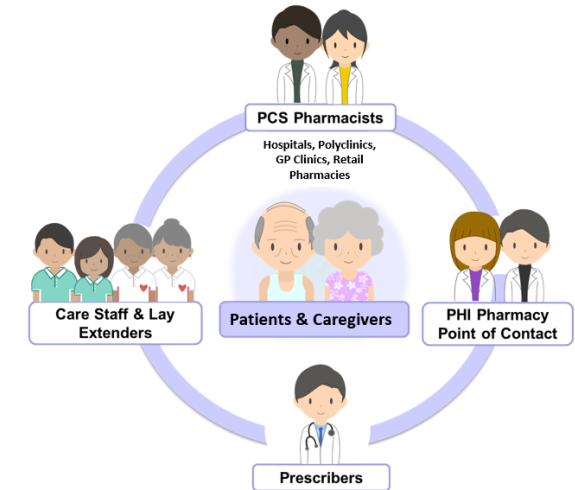 PCS Pharmacists
Hospitals, Polyclinics,
GP Clinics, Retail
Pharmacies
Care Staff & Lay
Extenders
Patients & Caregivers
PHI Pharmacy
Point of Contact
Prescribers